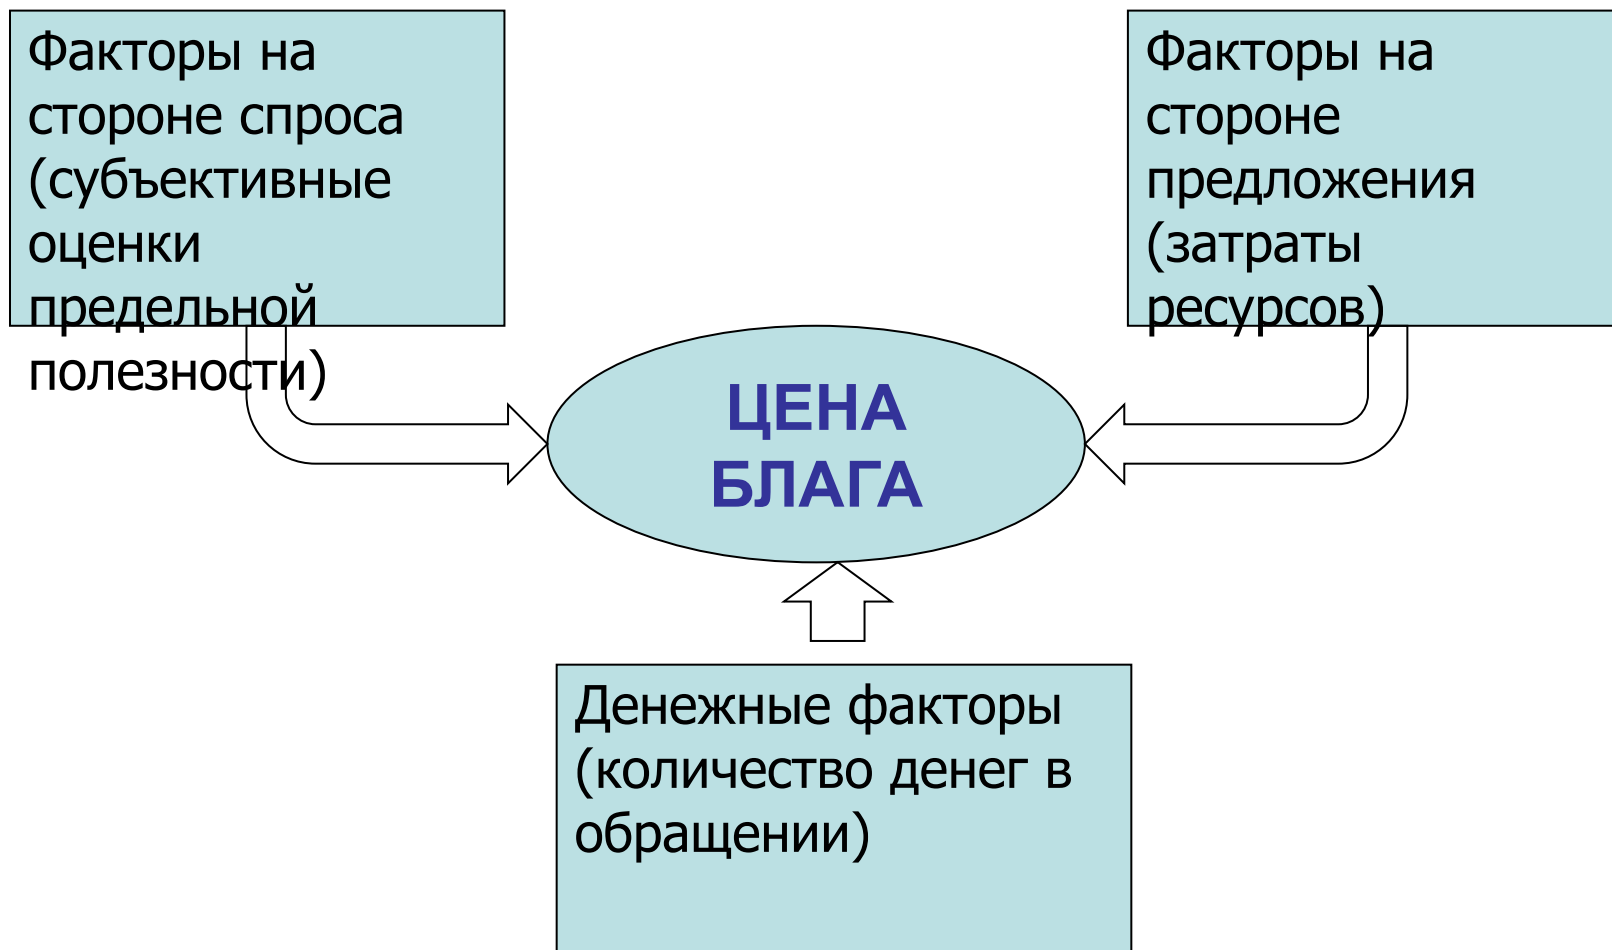 Факторы на
стороне спроса
(субъективные
оценки
предельной
полезности)
Факторы на
стороне
предложения
(затраты
ресурсов)
ЦЕНА
БЛАГА
Денежные факторы
(количество денег в
обращении)